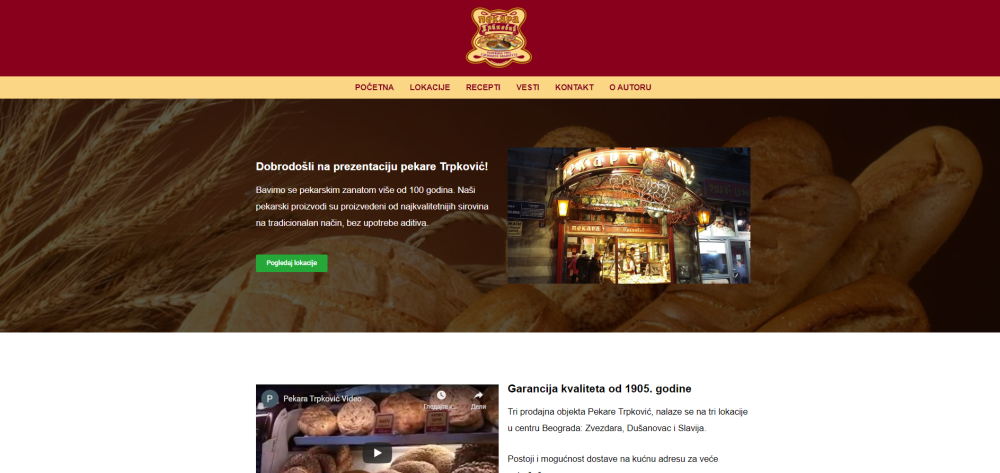 ПЕКАРА
POČETNA LOKACIJE RECEPTI VESTI KONTAKT O AUTORU
Dobrodošli na prezentaciju pekare Trpković!
Bavimo se pekarskim zanatom više od 100 godina. Naši
pekarski proizvodi su proizvedeni od najkvalitetnijih sirovina
na tradicionalan način, bez upotrebe aditiva.
Pogledaj lokacije
ПЕКАРА
P Pekara Trpković Video
Гледајте к...
Дели
Garancija kvaliteta od 1905. godine
Tri prodajna objekta Pekare Trpković, nalaze se na tri lokacije
u centru Beograda: Zvezdara, Dušanovac i Slavija.
Postoji i mogućnost dostave na kućnu adresu za veće